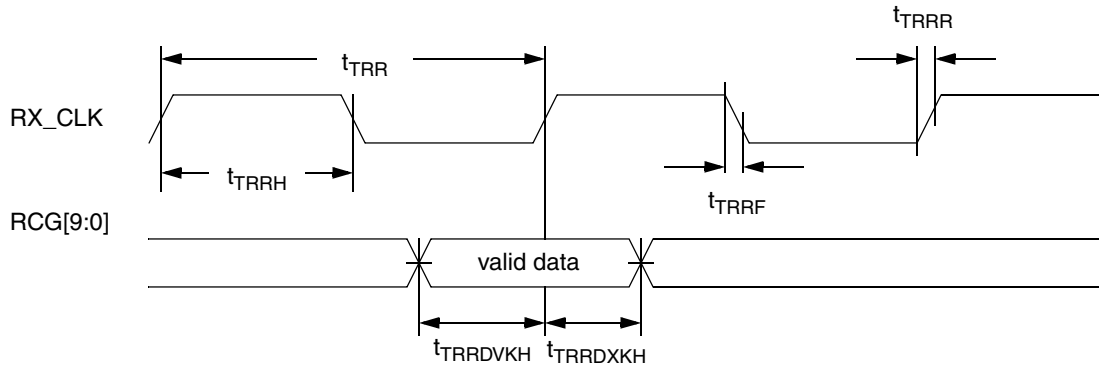 tTRRR
tTRR
RX_CLK
tTRRH
tTRRF
RCG[9:0]
valid data
tTRRDVKH tTRRDXKH